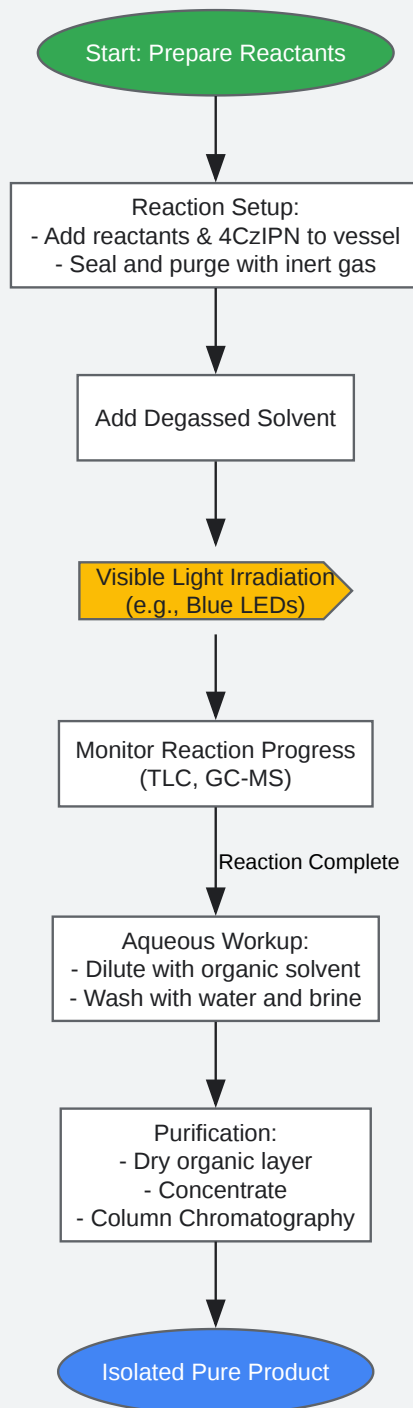 Start: Prepare Reactants
Reaction Setup:
- Add reactants & 4CzIPN to vessel
- Seal and purge with inert gas
Add Degassed Solvent
Visible Light Irradiation
(e.g., Blue LEDs)
Monitor Reaction Progress
(TLC, GC-MS)
Reaction Complete
Aqueous Workup:
- Dilute with organic solvent
- Wash with water and brine
Purification:
- Dry organic layer
- Concentrate
- Column Chromatography
Isolated Pure Product